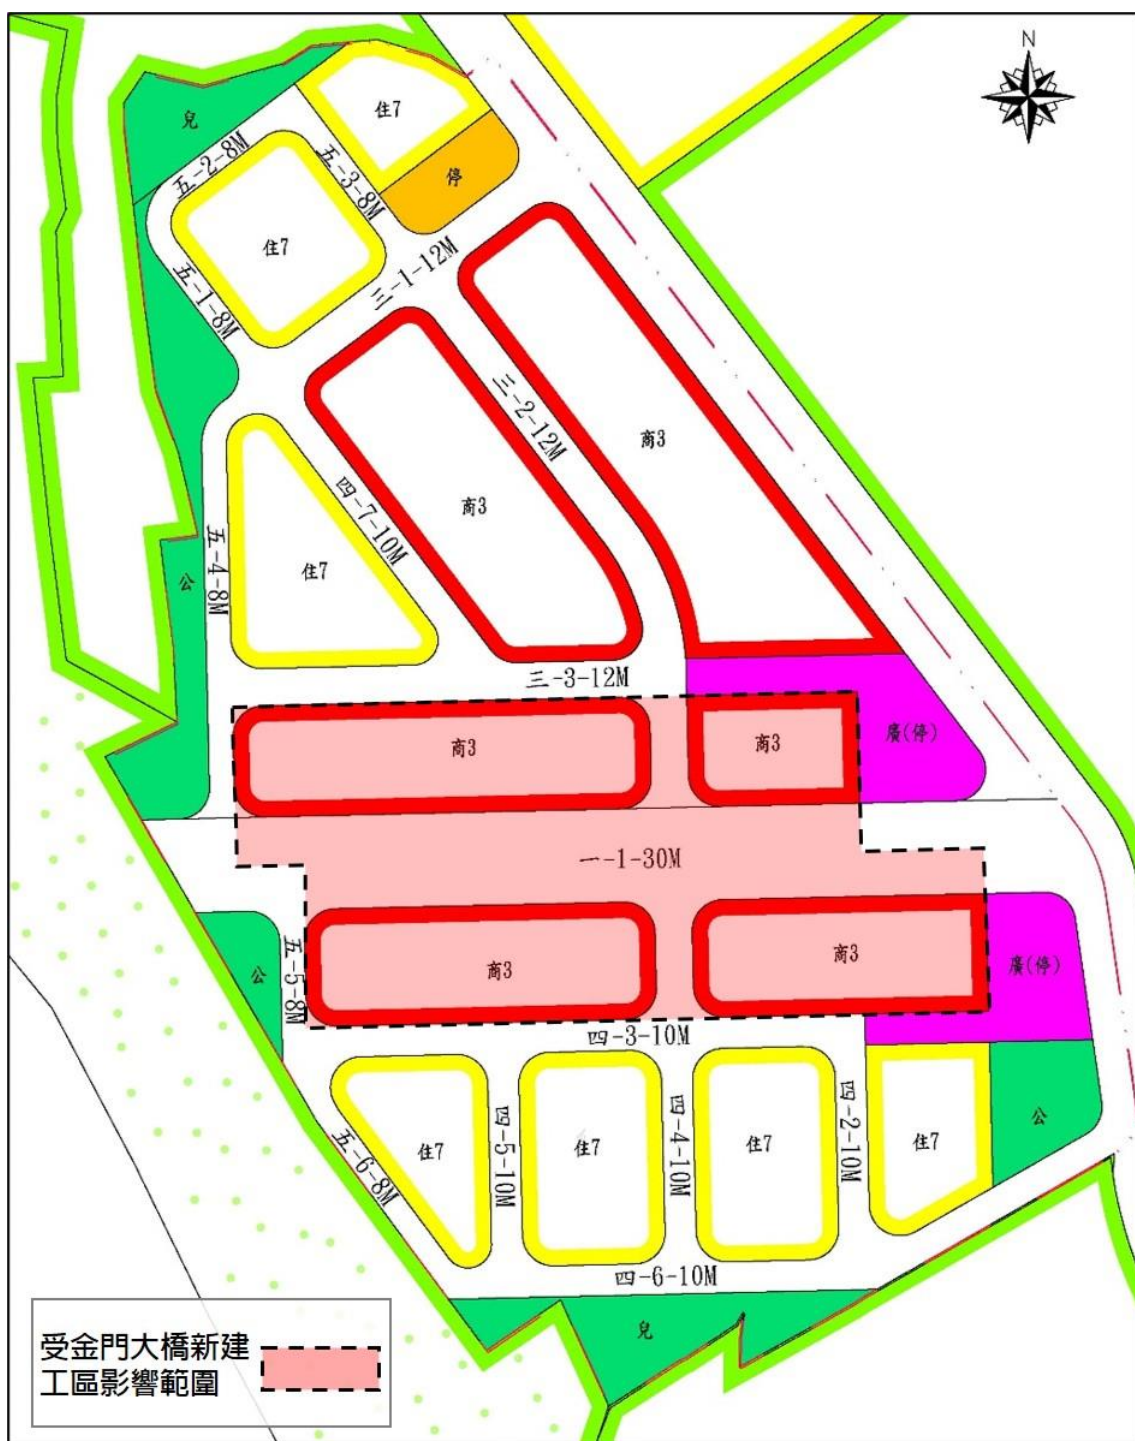 N
住7
兒
五-2-8M
五-3-8M
停
住7
三-1-12M
五-1-8M
三-2-12M
商3
四-7-10M
商3
五-4-8M
住7
公
三-3-12M
商3
商3
廣(停)
一-1-30M
公
五-5-8M
商3
商3
廣(停)
四-3-10M
五-6-8M
住7
四-5-10M
住7
四-4-10M
住7
四-2-10M
住7
公
四-6-10M
兒
受金門大橋新建
工區影響範圍